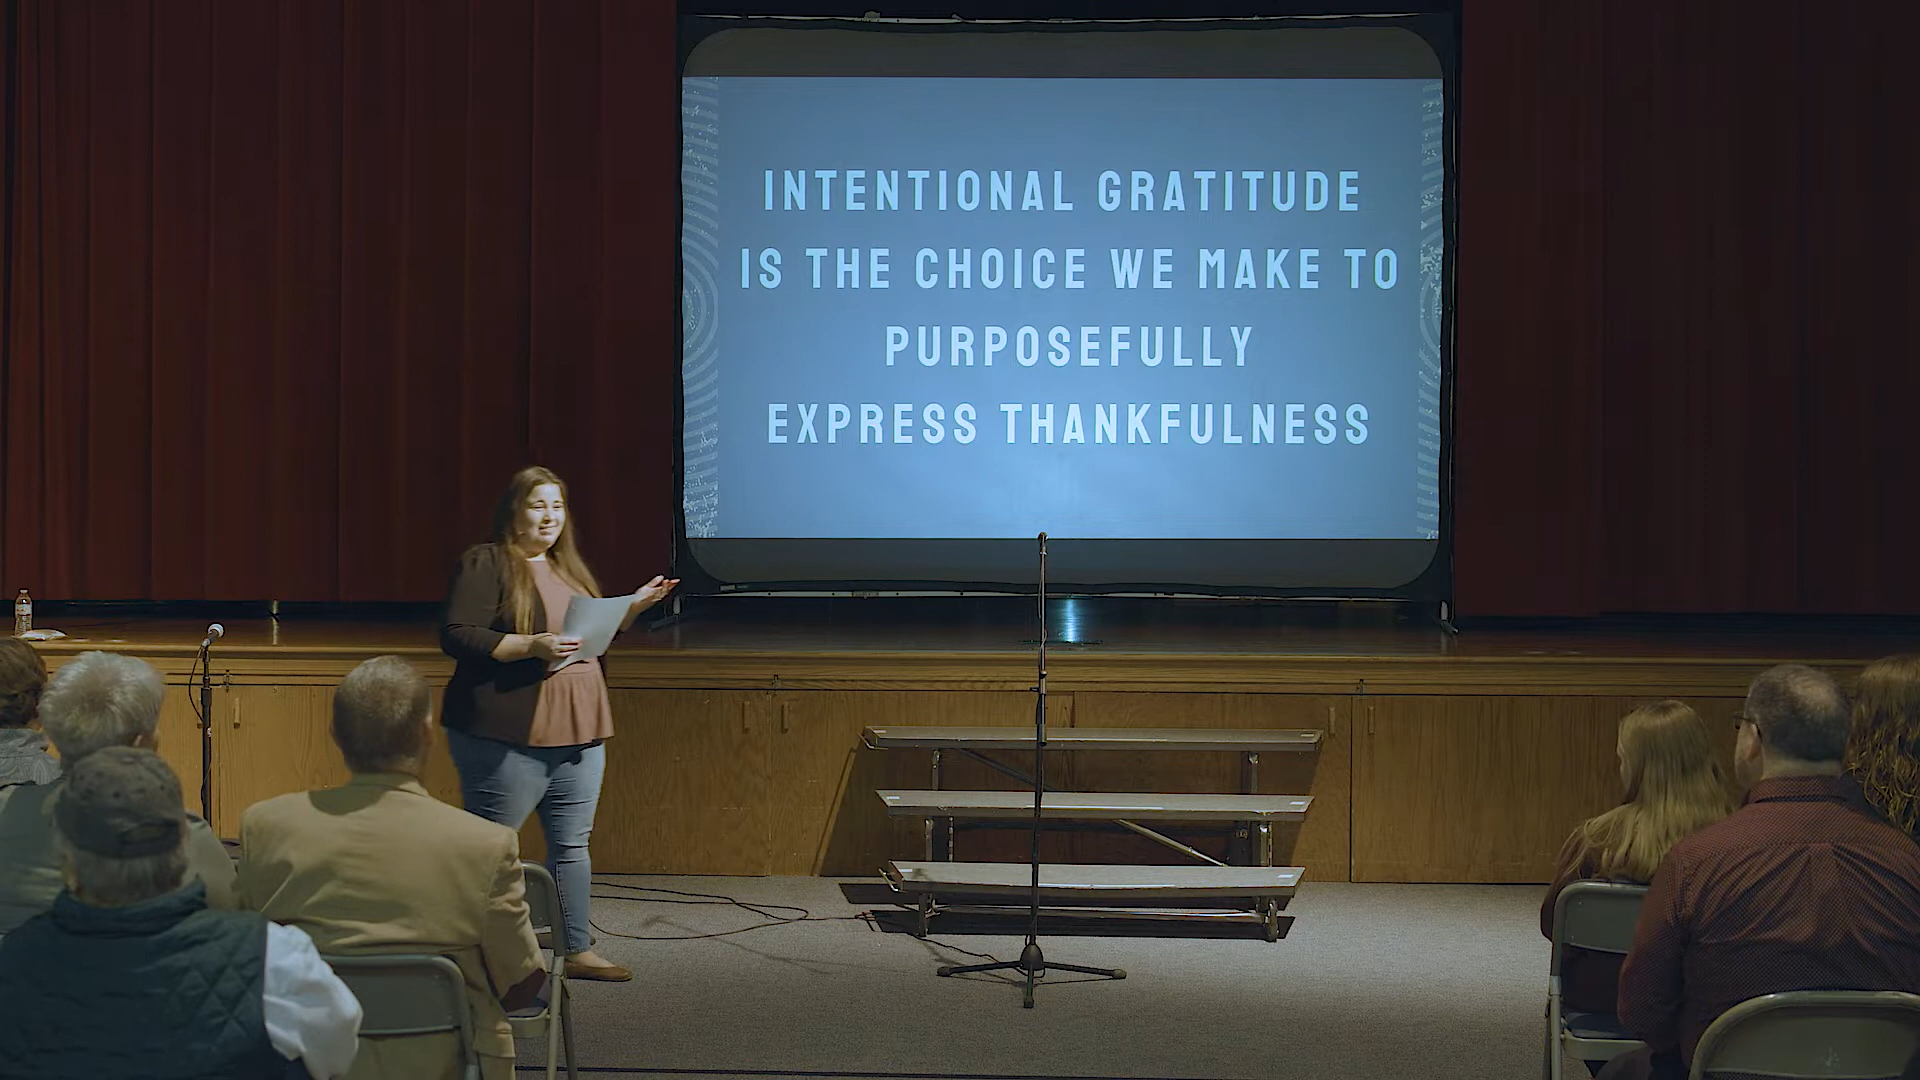 INTENTIONAL GRATITUDE
IS THE CHOICE WE MAKE TO
PURPOSEFULLY
EXPRESS THANKFULNESS